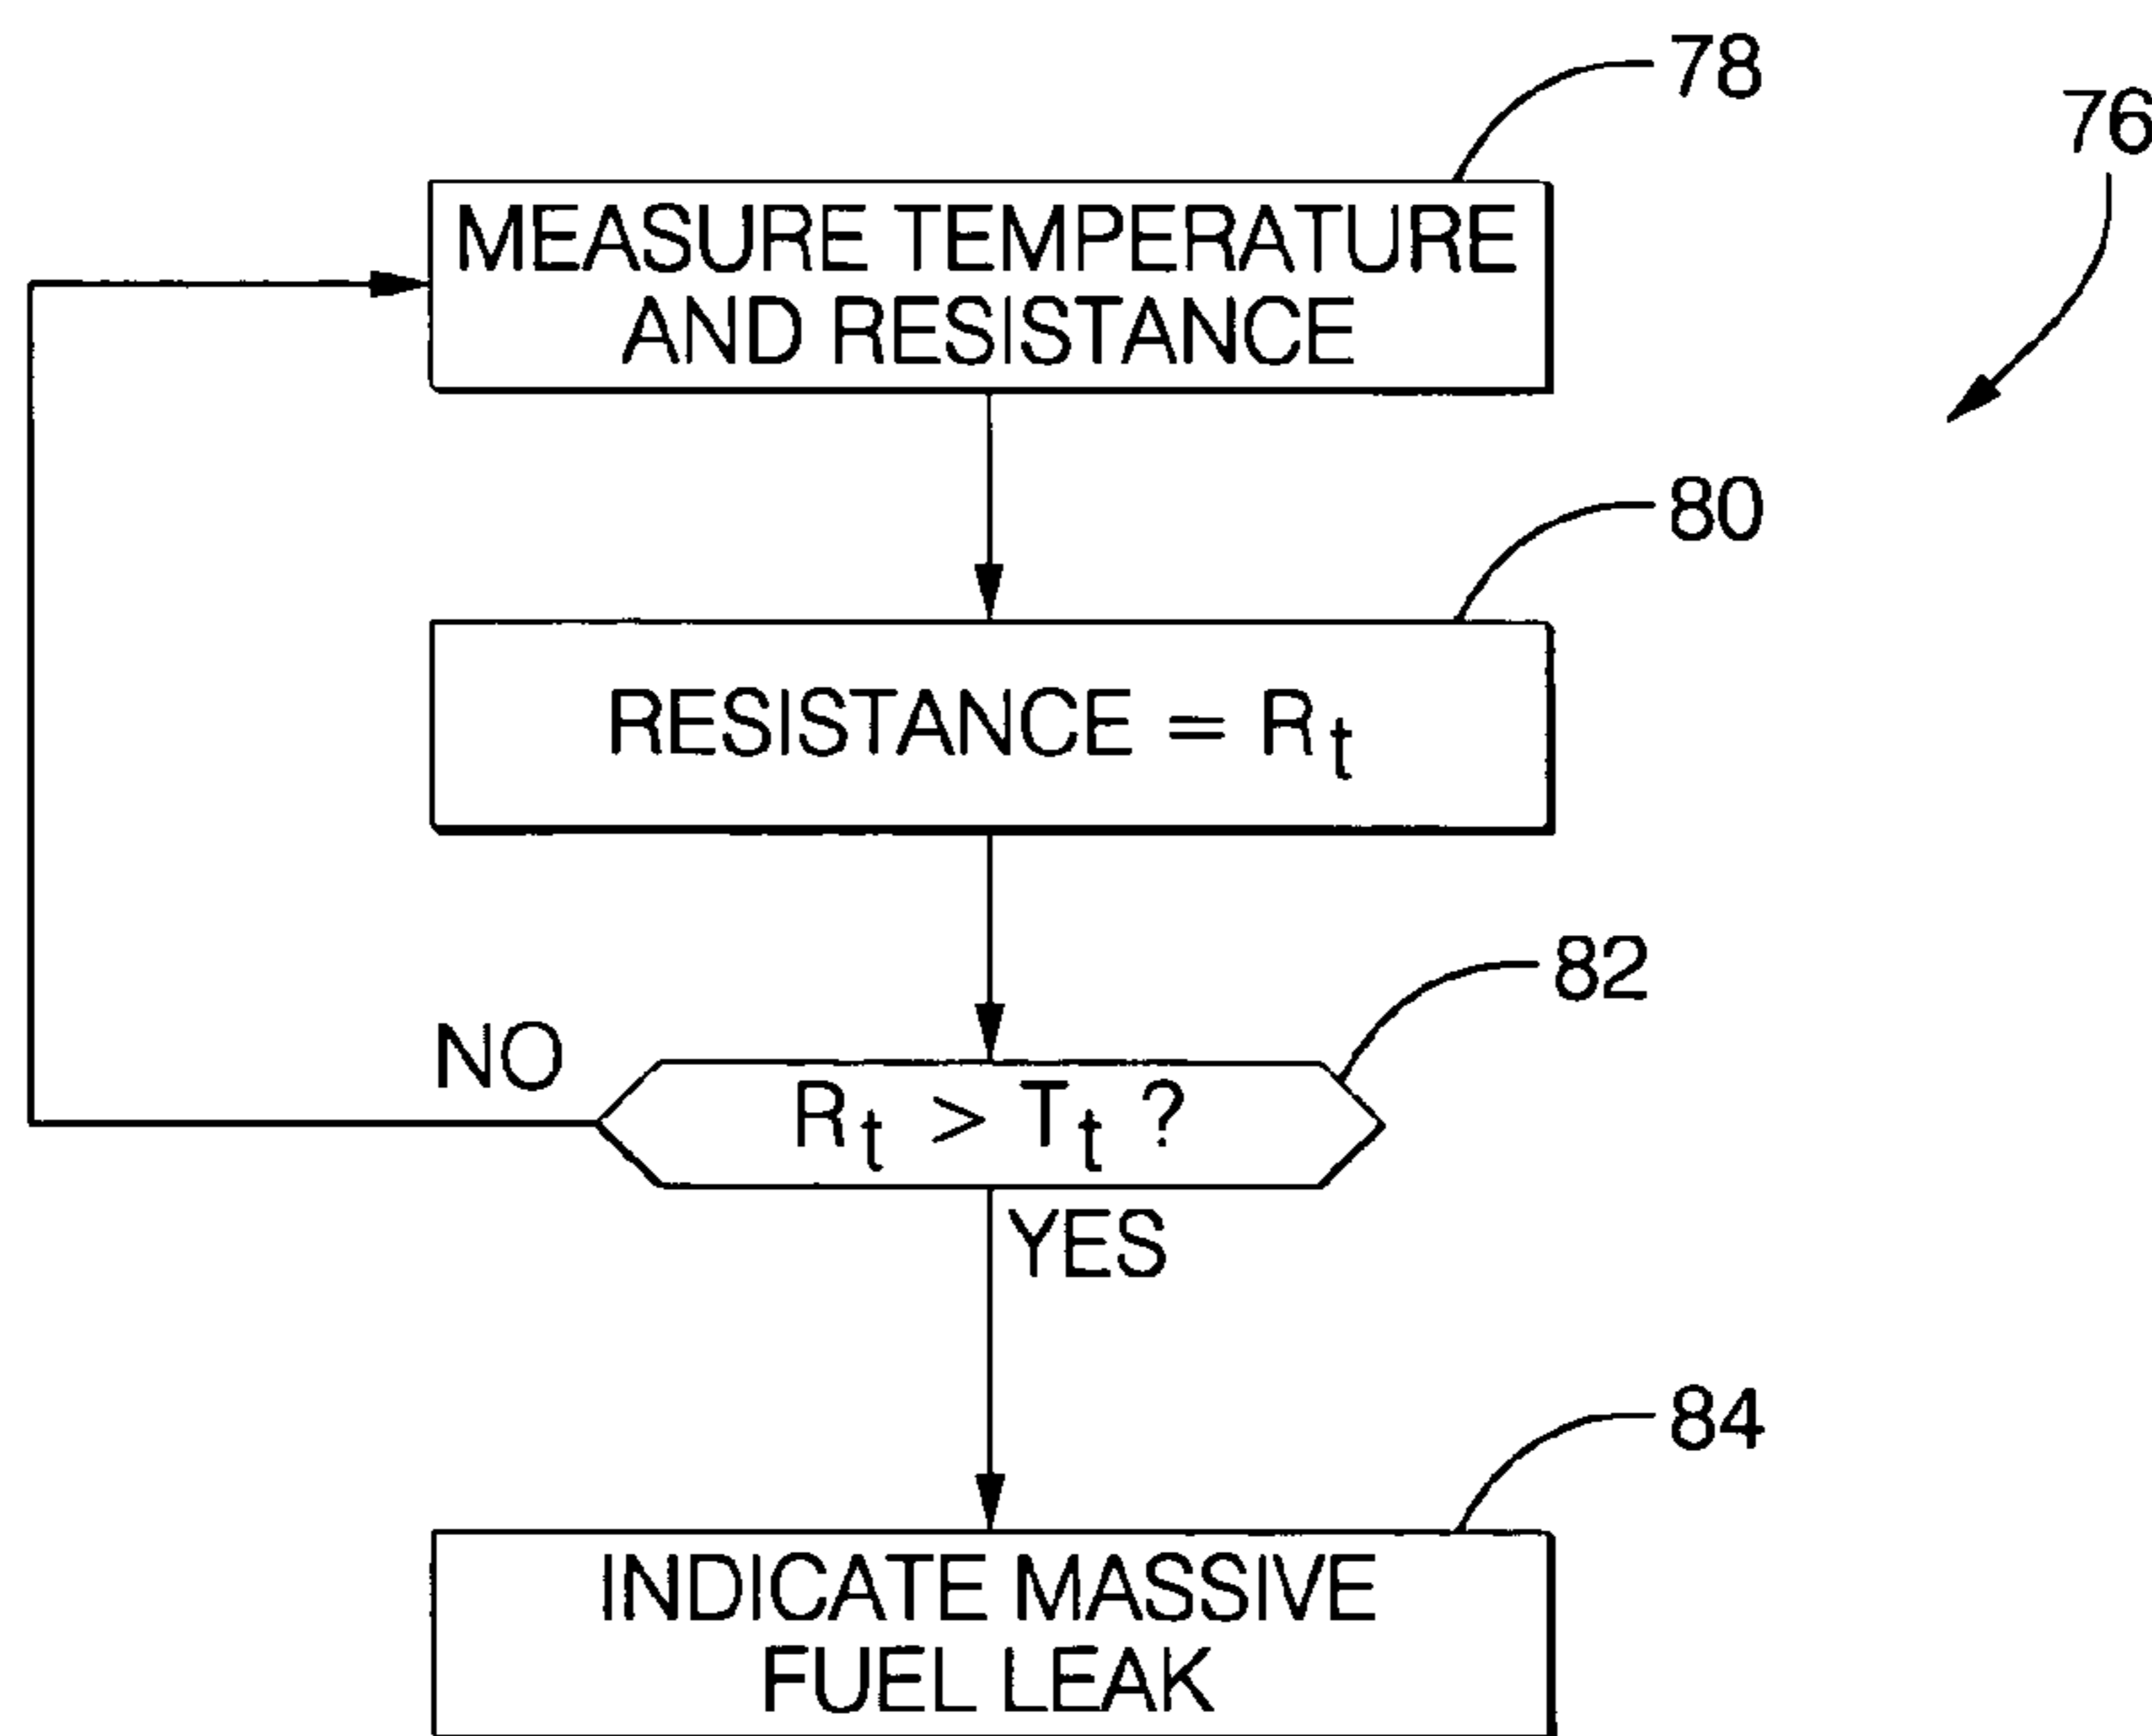 78
76
MEASURE TEMPERATURE
AND RESISTANCE
80
RESISTANCE = Rt
82
NO
Rt > Tt ?
YES
84
INDICATE MASSIVE
FUEL LEAK